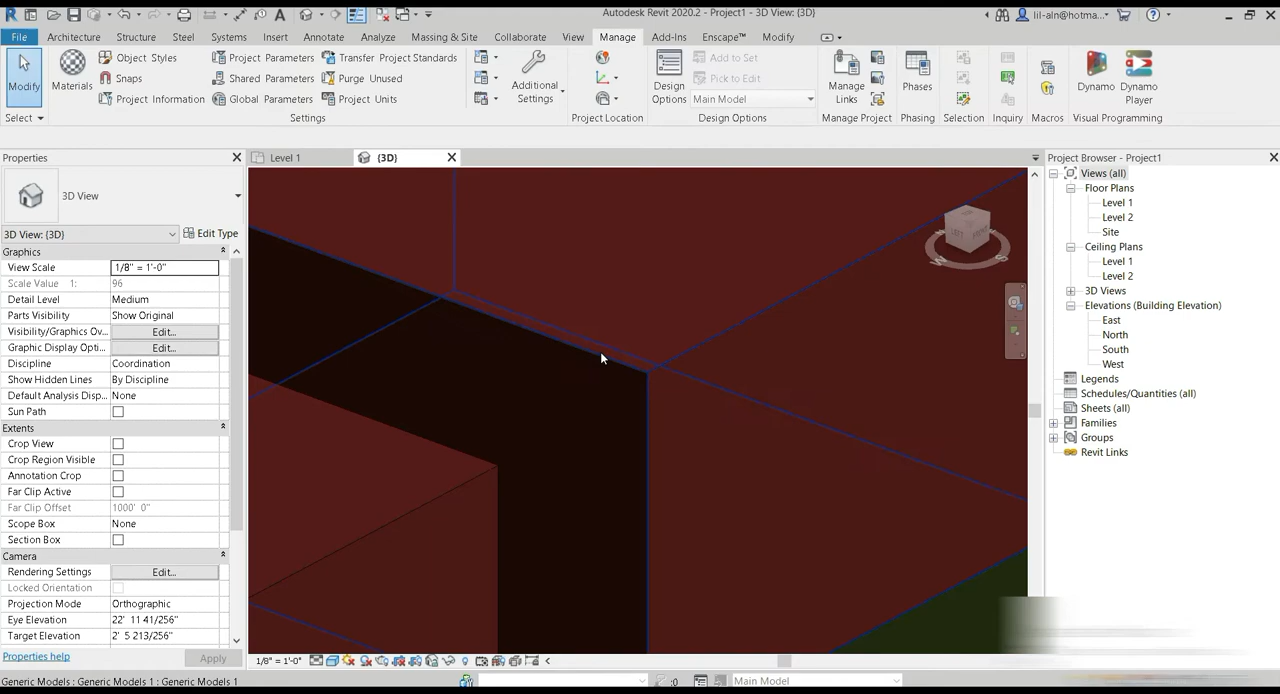 Autodesk Revit 2020.2 - Project1 - 3D View: {3D}
lil-ain@hotma...
File Architecture Structure Steel Systems Insert Annotate Analyze Massing & Site Collaborate View Manage Add-Ins Enscape™ Modify
Modify
Materials
Object Styles
Snaps
Project Information
Project Parameters
Shared Parameters
Global Parameters
Transfer Project Standards
Purge Unused
Project Units
Additional
Settings
Design
Options
Add to Set
Pick to Edit
Main Model
Manage
Links
Phases
Dynamo
Dynamo
Player
Select
Settings
Project Location
Design Options
Manage Project
Phasing
Selection
Inquiry
Macros
Visual Programming
Properties
3D View
3D View: {3D}
Edit Type
Graphics
View Scale 1/8" = 1'-0"
Scale Value 1: 96
Detail Level Medium
Parts Visibility Show Original
Visibility/Graphics Ov... Edit...
Graphic Display Opti... Edit...
Discipline Coordination
Show Hidden Lines By Discipline
Default Analysis Disp... None
Sun Path
Extents
Crop View
Crop Region Visible
Annotation Crop
Far Clip Active
Far Clip Offset 1000' 0"
Scope Box None
Section Box
Camera
Rendering Settings Edit...
Locked Orientation
Projection Mode Orthographic
Eye Elevation 22' 11 41/256"
Target Elevation 2' 5 213/256"
Properties help
Apply
Level 1
{3D}
LEFT
FRONT
W
S
1/8" = 1'-0"
Project Browser - Project1
Views (all)
Floor Plans
Level 1
Level 2
Site
Ceiling Plans
Level 1
Level 2
3D Views
Elevations (Building Elevation)
East
North
South
West
Legends
Schedules/Quantities (all)
Sheets (all)
Families
Groups
Revit Links
Generic Models : Generic Models 1 : Generic Models 1
:0
Main Model